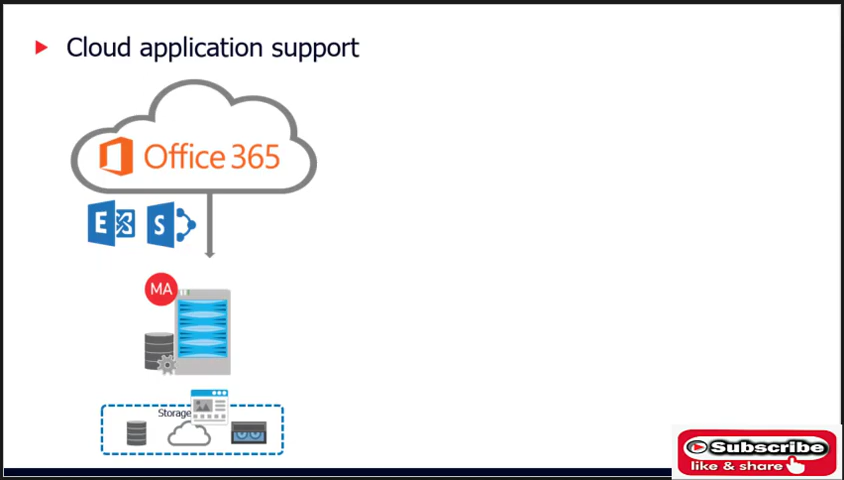 Cloud application support
Office 365
E
S
MA
Storage
Subscribe
like & share